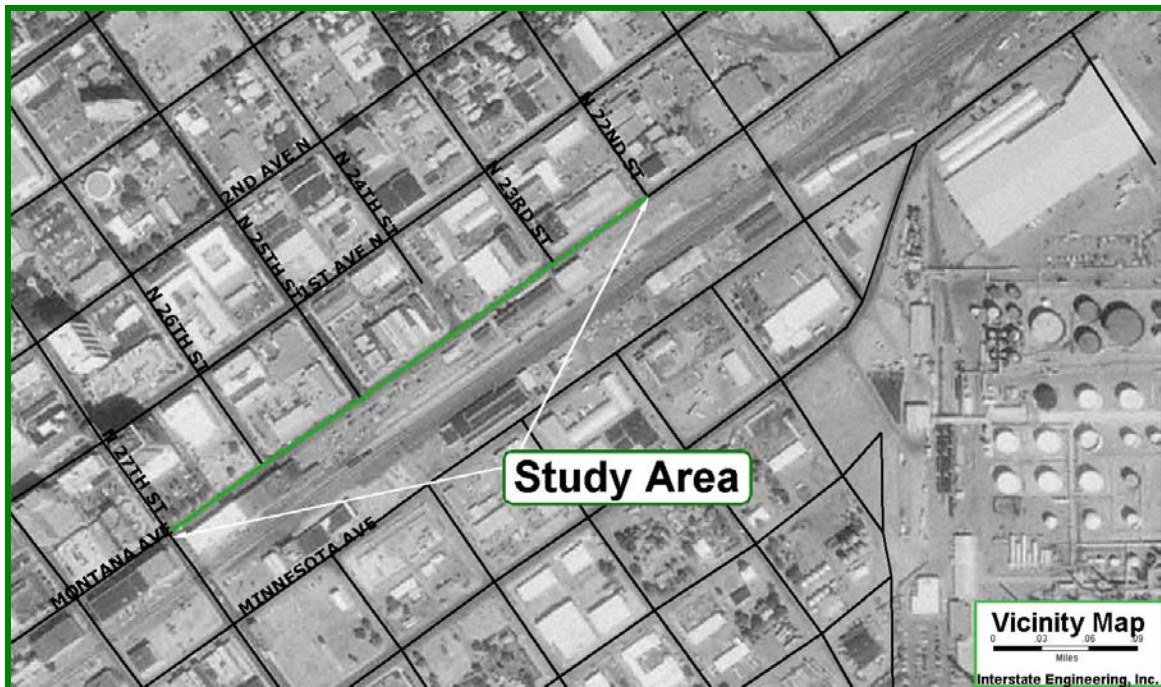 N 22ND ST
2ND AVE N
N 24TH ST
N 23RD ST
N 25TH ST
1ST AVE N
N 26TH ST
N 27TH ST
Study Area
MONTANA AVE
MINNESOTA AVE
Vicinity Map
0 .03 .06 .09
Miles
Interstate Engineering, Inc.